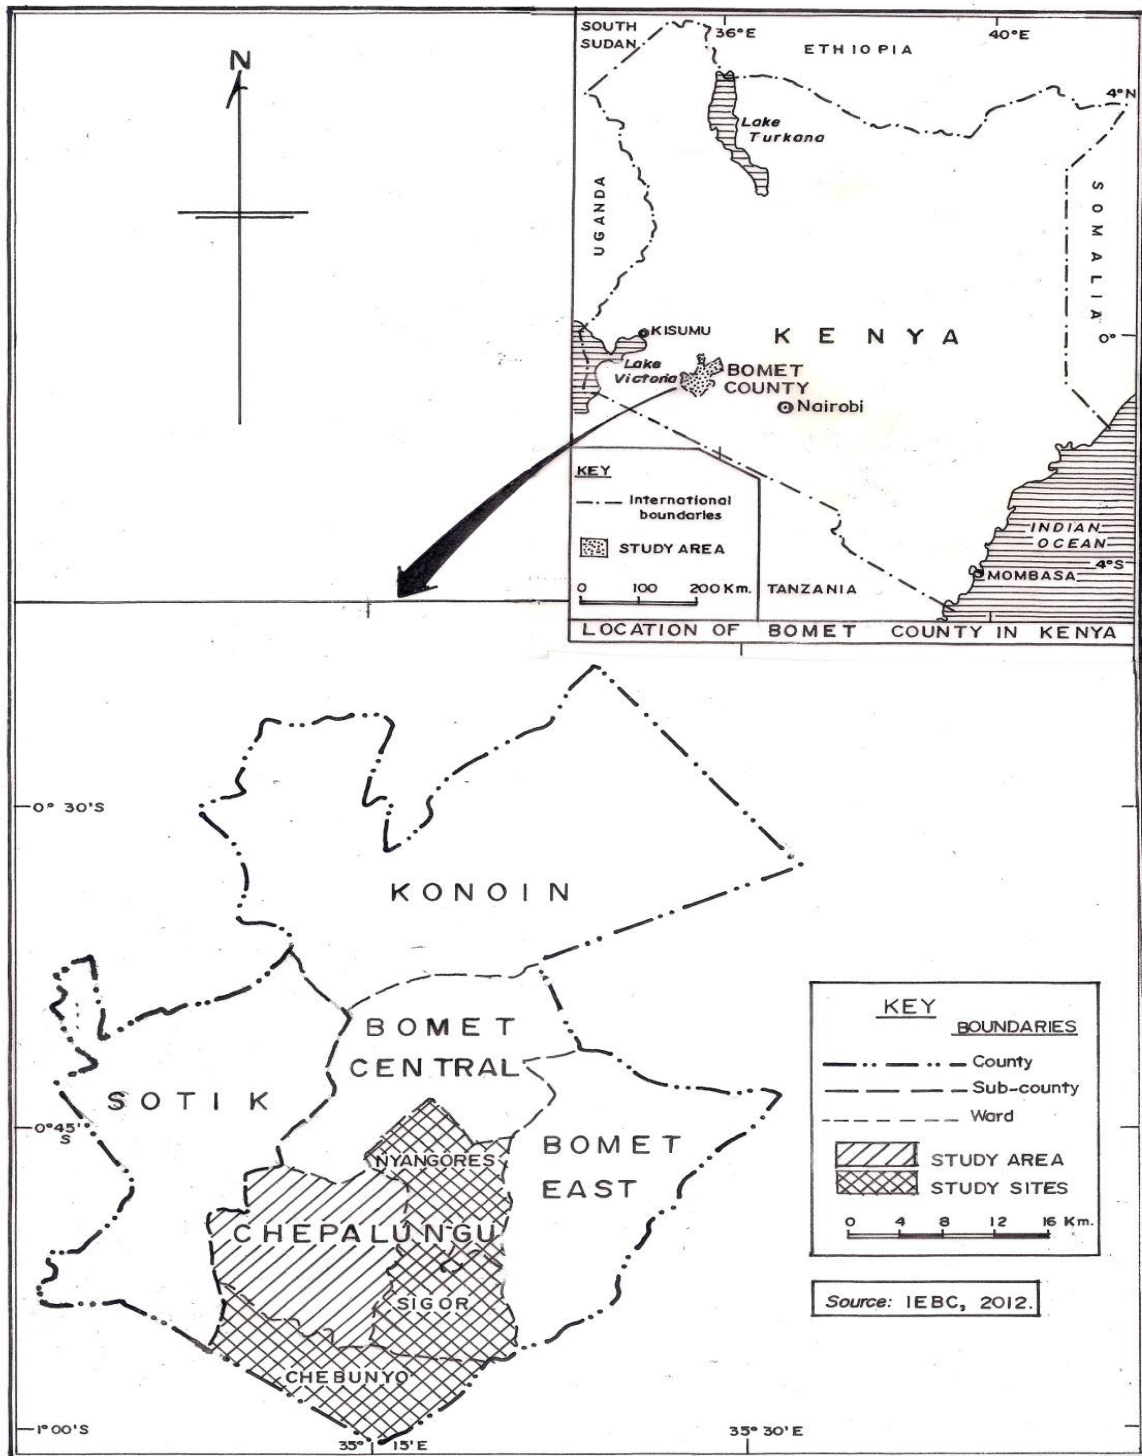 N
SOUTH
SUDAN
36°E
40°E
ETHIOPIA
4°N
Lake
Turkana
UGANDA
SOMALIA
KISUMU
KENYA
0°
Lake
Victoria
BOMET
COUNTY
Nairobi
KEY
International
boundaries
STUDY AREA
0 100 200 Km.
TANZANIA
INDIAN
OCEAN
4°S
MOMBASA
LOCATION OF BOMET COUNTY IN KENYA
0° 30'S
KONOIN
BOMET
CENTRAL
SOTIK
0°45'
S
NYANGORES
BOMET
EAST
CHEPALUNGU
SIGOR
CHEBUNYO
1° 00'S
35° 15'E
35° 30'E
KEY
BOUNDARIES
County
Sub-county
Ward
STUDY AREA
STUDY SITES
0 4 8 12 16 Km.
Source: IEBC, 2012.